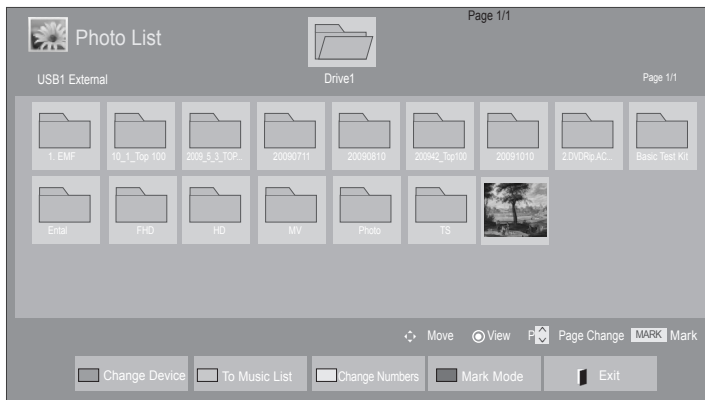 Page 1/1
Photo List
USB1 External
Drive1
Page 1/1
1. EMF
10_1_Top 100
2009_5_3_TOP...
20090711
20090810
200942_Top100
20091010
2.DVDRip.AC...
Basic Test Kit
Ental
FHD
HD
MV
Photo
TS
Move
View
P
Page Change
MARK
Mark
Change Device
To Music List
Change Numbers
Mark Mode
Exit